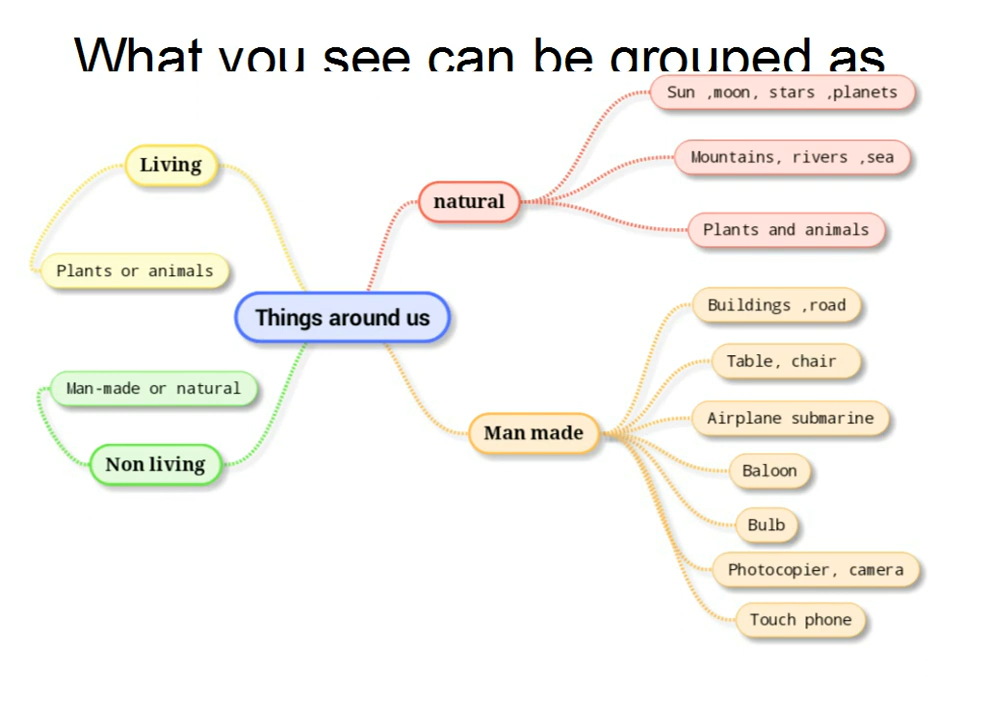 What you see can be grouped as
Living
Plants or animals
Things around us
Man-made or natural
Non living
natural
Sun ,moon, stars ,planets
Mountains, rivers ,sea
Plants and animals
Man made
Buildings ,road
Table, chair
Airplane submarine
Baloon
Bulb
Photocopier, camera
Touch phone